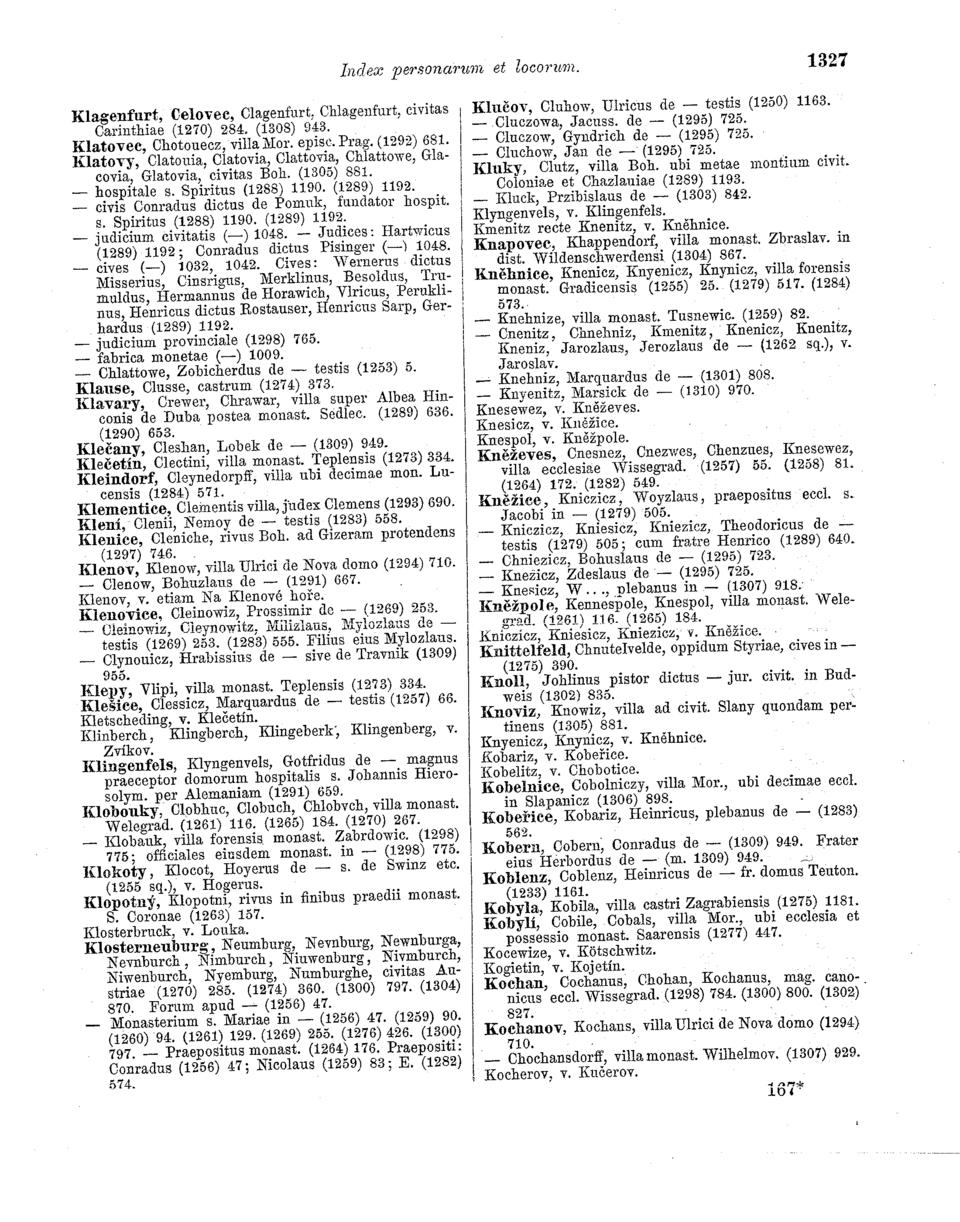 Index personarum et locorum.
1327
Klagenfurt, Celovec, Clagenfurt, Chlagenfurt, civitas
Carinthiae (1270) 284. (1308) 943.
Klatovec, Chotouecz, villa Mor. episc. Prag. (1292) 681.
Klatovy, Clatouia, Clatovia, Clattovia, Chlattowe, Gla-
covia, Glatovia, civitas Boh. (1305) 881.
— hospitale s. Spiritus (1288) 1190. (1289) 1192.
— civis Conradus dictus de Pomuk, fundator hospit.
s. Spiritus (1288) 1190. (1289) 1192.
— judicium civitatis (—) 1048. — Judices: Hartwicus
(1289) 1192; Conradus dictus Pisinger (—) 1048.
— cives (—) 1032, 1042. Cives: Wernerus dictus
Misserius, Cinsrigus, Merklinus, Besoldus, Tru-
muldus, Hermannus de Horawich, Vlricus, Perukli-
nus, Henricus dictus Rostauser, Henricus Sarp, Ger-
hardus (1289) 1192.
— judicium provinciale (1298) 765.
— fabrica monetae (—) 1009.
— Chlattowe, Zobicherdus de — testis (1253) 5.
Klause, Clusse, castrum (1274) 373.
Klavary, Crewer, Chrawar, villa super Albea Hin-
conis de Duba postea monast. Sedlec. (1289) 636.
(1290) 653.
Klečany, Cleshan, Lobek de — (1309) 949.
Klečetín, Clectini, villa monast. Teplensis (1273) 334.
Kleindorf, Cleynedorpff, villa ubi decimae mon. Lu-
censis (1284) 571.
Klementice, Clementis villa, judex Clemens (1293) 690.
Klení, Clenii, Nemoy de — testis (1283) 558.
Klenice, Cleniche, rivus Boh. ad Gizeram protendens
(1297) 746.
Klenov, Klenow, villa Ulrici de Nova domo (1294) 710.
— Clenow, Bohuzlaus de — (1291) 667.
Klenov, v. etiam Na Klenové hoře.
Klenovice, Cleinowiz, Prossimir de — (1269) 253.
— Cleinowiz, Cleynowitz, Milizlaus, Mylozlaus de —
testis (1269) 253. (1283) 555. Filius eius Mylozlaus.
— Clynouicz, Hrabissius de — sive de Travnik (1309)
955.
Klepy, Vlipi, villa monast. Teplensis (1273) 334.
Klešice, Clessicz, Marquardus de — testis (1257) 66.
Kletscheding, v. Klečetín.
Klinberch, Klingberch, Klingeberk, Klingenberg, v.
Zvíkov.
Klingenfels, Klyngenvels, Gotfridus de — magnus
praeceptor domorum hospitalis s. Johannis Hiero-
solym. per Alemaniam (1291) 659.
Klobouky, Clobhuc, Clobuch, Chlobvch, villa monast.
Welegrad. (1261) 116. (1265) 184. (1270) 267.
— Klobauk, villa forensis monast. Zabrdowic. (1298)
775; officiales eiusdem monast. in — (1298) 775.
Klokoty, Klocot, Hoyerus de — s. de Swinz etc.
(1255 sq.), v. Hogerus.
Klopotný, Klopotni, rivus in finibus praedii monast.
S. Coronae (1263) 157.
Klosterbruck, v. Louka.
Klosterneuburg, Neumburg, Nevnburg, Newnburga,
Nevnburch, Nimburch, Niuwenburg, Nivmburch,
Niwenburch, Nyemburg, Numburghe, civitas Au-
striae (1270) 285. (1274) 360. (1300) 797. (1304)
870. Forum apud — (1256) 47.
— Monasterium s. Mariae in — (1256) 47. (1259) 90.
(1260) 94. (1261) 129. (1269) 255. (1276) 426. (1300)
797. — Praepositus monast. (1264) 176. Praepositi:
Conradus (1256) 47; Nicolaus (1259) 83; E. (1282)
574.
Klučov, Cluhow, Ulricus de — testis (1250) 1163.
— Cluczowa, Jacuss. de — (1295) 725.
— Cluczow, Gyndrich de — (1295) 725.
— Cluchow, Jan de — (1295) 725.
Kluky, Clutz, villa Boh. ubi metae montium civit.
Coloniae et Chazlauiae (1289) 1193.
— Kluck, Przibislaus de — (1303) 842.
Klyngenvels, v. Klingenfels.
Kmenitz recte Knenitz, v. Kněhnice.
Knapovec, Khappendorf, villa monast. Zbraslav. in
dist. Wildenschwerdensi (1304) 867.
Kněhnice, Knenicz, Knyenicz, Knynicz, villa forensis
monast. Gradicensis (1255) 25. (1279) 517. (1284)
573.
— Knehnize, villa monast. Tusnewic. (1259) 82.
— Cnenitz, Chnehniz, Kmenitz, Knenicz, Knenitz,
Kneniz, Jarozlaus, Jerozlaus de — (1262 sq.), v.
Jaroslav.
— Knehniz, Marquardus de — (1301) 808.
— Knyenitz, Marsick de — (1310) 970.
Knesewez, v. Kněževes.
Knesicz, v. Kněžice.
Knespol, v. Kněžpole.
Kněževes, Cnesnez, Cnezwes, Chenznes, Knesewez,
villa ecclesiae Wissegrad. (1257) 55. (1258) 81.
(1264) 172. (1282) 549.
Kněžice, Kniczicz, Woyzlaus, praepositus eccl. s.
Jacobi in — (1279) 505.
— Kniczicz, Kniesicz, Kniezicz, Theodoricus de —
testis (1279) 505; cum fratre Henrico (1289) 640.
— Chniezicz, Bohuslaus de — (1295) 723.
— Knežicz, Zdeslaus de — (1295) 725.
— Knesicz, W..., plebanus in — (1307) 918.
Kněžpole, Kennespole, Knespol, villa monast. Wele-
grad. (1261) 116. (1265) 184.
Kniczicz, Kniesicz, Kniezicz, v. Kněžice.
Knittelfeld, Chnutelvelde, oppidum Styriae, cives in —
(1275) 390.
Knoll, Johlinus pistor dictus — jur. civit. in Bud-
weis (1302) 835.
Knoviz, Knowiz, villa ad civit. Slany quondam per-
tinens (1305) 881.
Knyenicz, Knynicz, v. Kněhnice.
Kobariz, v. Kobeřice.
Kobelitz, v. Chobotice.
Kobelnice, Cobolniczy, villa Mor., ubi decimae eccl.
in Slapanicz (1306) 898.
Kobeřice, Kobariz, Heinricus, plebanus de — (1283)
562.
Kobern, Cobern, Conradus de — (1309) 949. Frater
eius Herbordus de — (m. 1309) 949.
Koblenz, Coblenz, Heinricus de — fr. domus Teuton.
(1233) 1161.
Kobyla, Kobila, villa castri Zagrabiensis (1275) 1181.
Kobylí, Cobile, Cobals, villa Mor., ubi ecclesia et
possessio monast. Saarensis (1277) 447.
Kocewize, v. Kötschwitz.
Kogietin, v. Kojetín.
Kochan, Cochanus, Chohan, Kochanus, mag. cano-
nicus eccl. Wissegrad. (1298) 784. (1300) 800. (1302)
827.
Kochanov, Kochans, villa Ulrici de Nova domo (1294)
710.
— Chochansdorff, villa monast. Wilhelmov. (1307) 929.
Kocherov, v. Kučerov.
167*